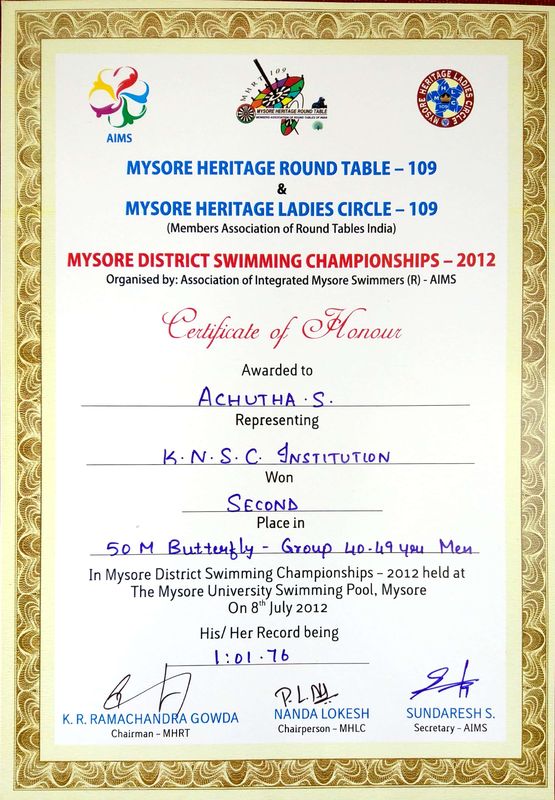 AIMS
MHRT 109
MYSORE HERITAGE ROUND TABLE
MEMBERS ASSOCIATION OF ROUND TABLES OF INDIA
MYSORE HERITAGE LADIES CIRCLE
MYSORE HERITAGE ROUND TABLE – 109
&
MYSORE HERITAGE LADIES CIRCLE – 109
(Members Association of Round Tables India)
MYSORE DISTRICT SWIMMING CHAMPIONSHIPS – 2012
Organised by: Association of Integrated Mysore Swimmers (R) - AIMS
Certificate of Honour
Awarded to
ACHUTHA . S.
Representing
K. N. S. C. INSTITUTION
Won
SECOND
Place in
50 M Butterfly - Group 40-49 yrs Men
In Mysore District Swimming Championships – 2012 held at
The Mysore University Swimming Pool, Mysore
On 8th July 2012
His/ Her Record being
1:01.76
K. R. RAMACHANDRA GOWDA NANDA LOKESH SUNDARESH S.
Chairman – MHRT Chairperson – MHLC Secretary – AIMS